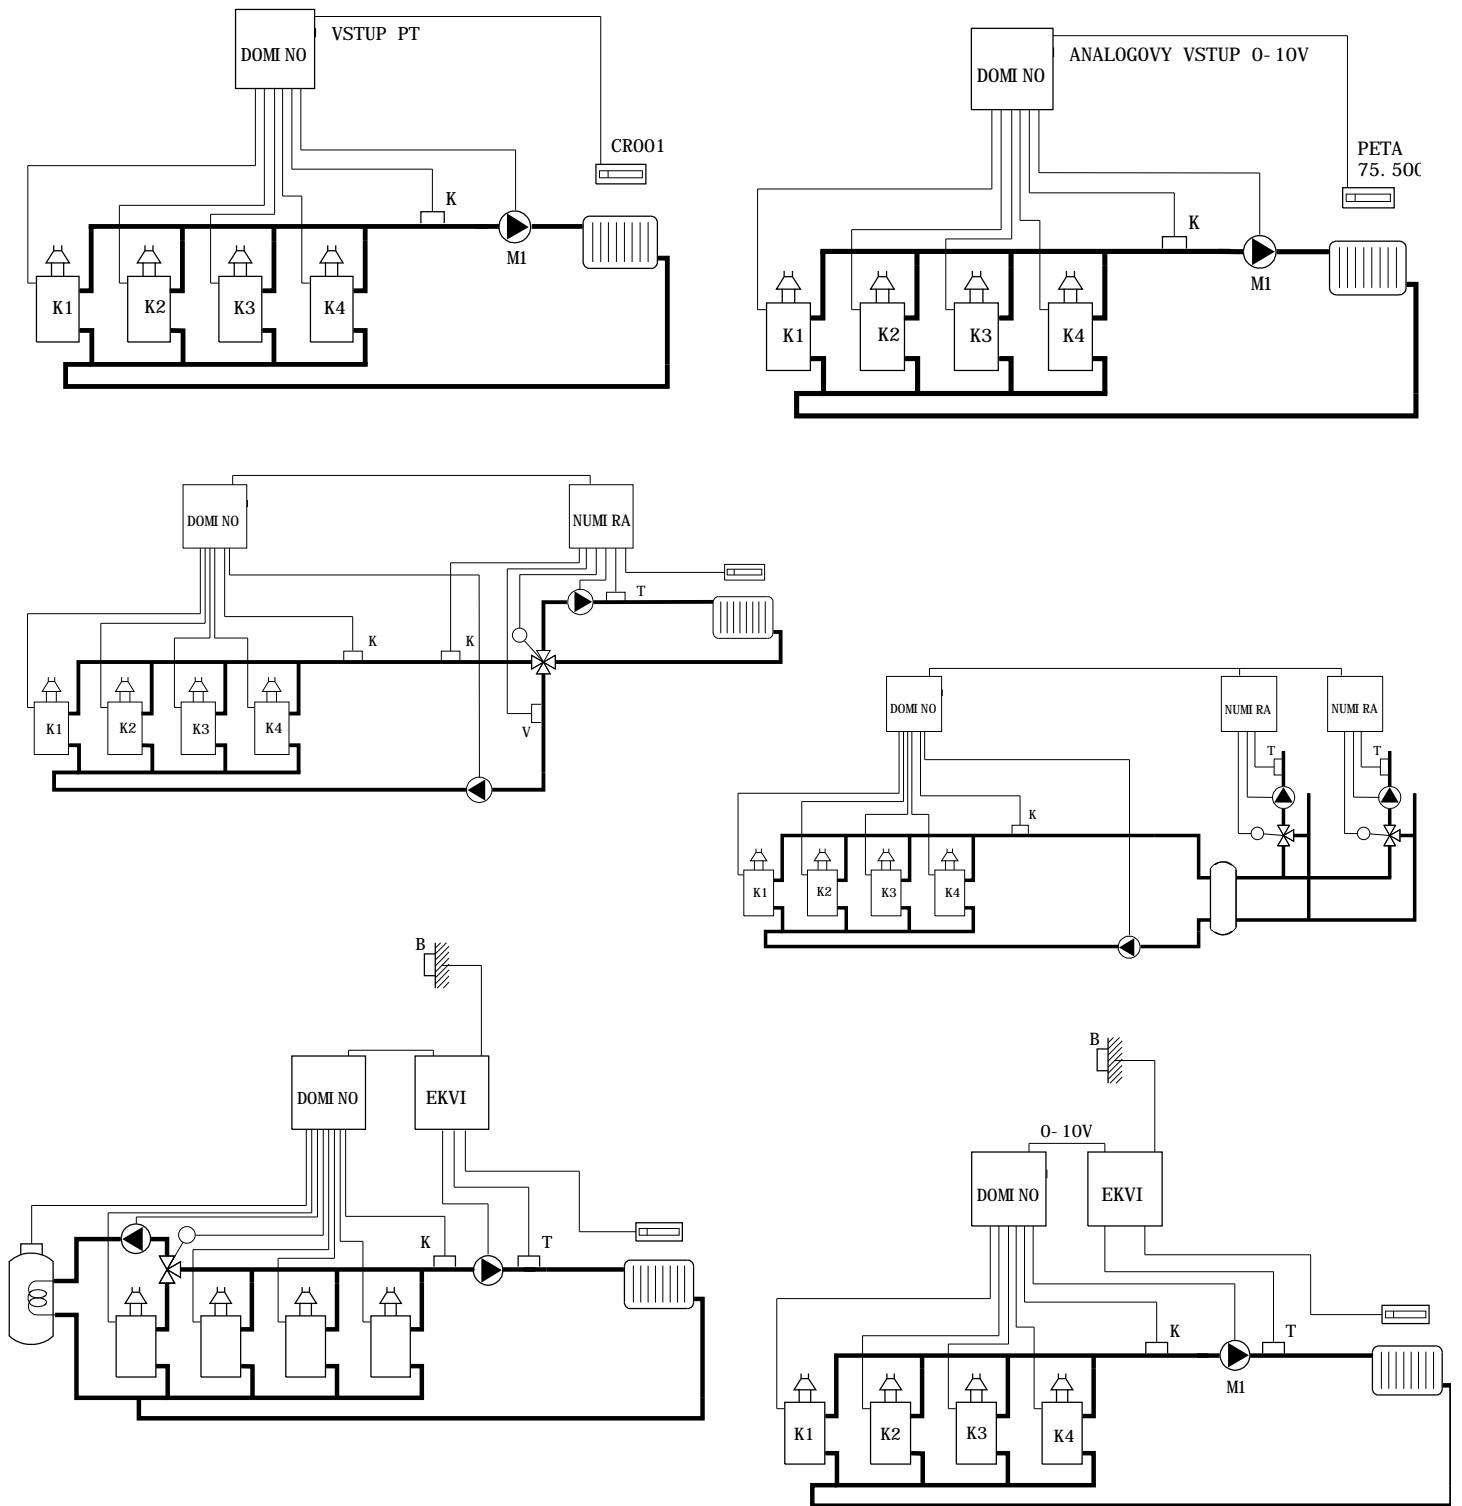 DOMINO
VSTUP PT
CR001
K
M1
K1
K2
K3
K4
DOMINO
ANALOGOVY VSTUP 0-10V
PETA
75.500
K
M1
K1
K2
K3
K4
DOMINO
NUMIRA
T
K
K
K1
K2
K3
K4
V
DOMINO
NUMIRA
NUMIRA
T
T
K
K1
K2
K3
K4
B
DOMINO
EKVI
K
T
B
0-10V
DOMINO
EKVI
K
T
M1
K1
K2
K3
K4